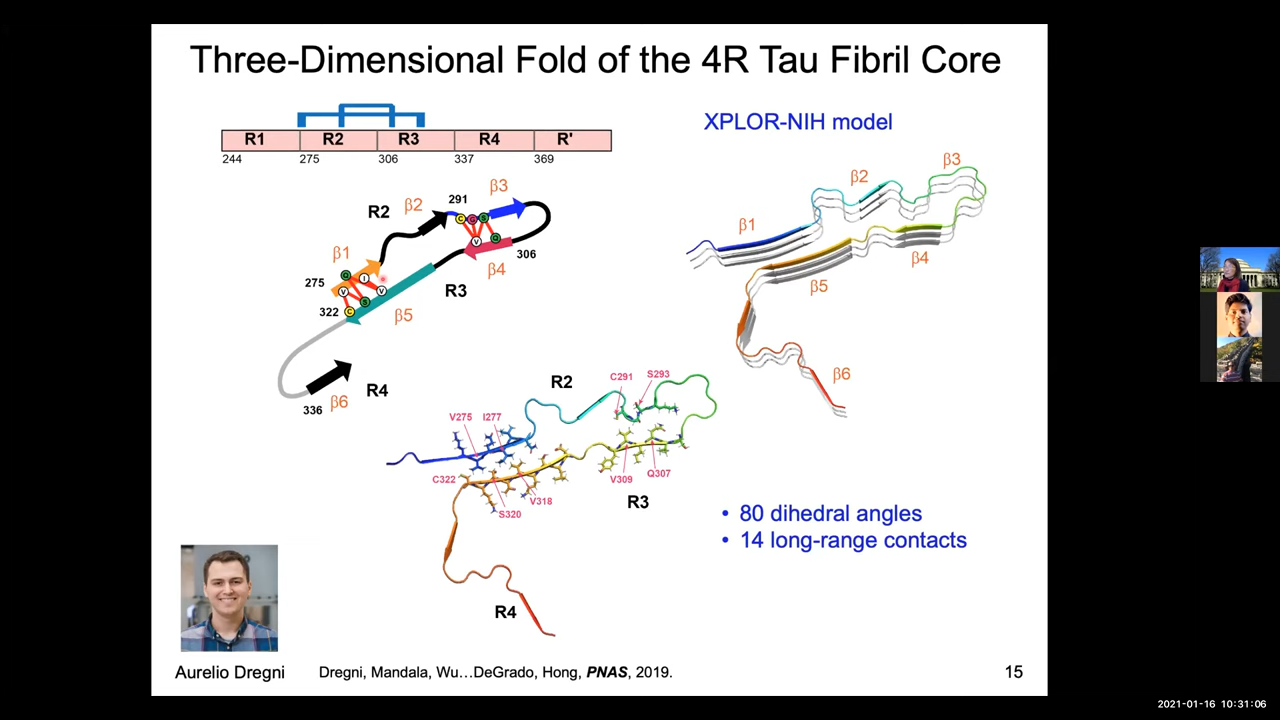 Three-Dimensional Fold of the 4R Tau Fibril Core
R1 R2 R3 R4 R'
244 275 306 337 369
XPLOR-NIH model
β1 β2 β3 β4 β5 β6
R2 β2 291 β3
β1 275 322 β5 R3 β4 306
C C S V C
Q I V V S C
336 β6 R4
R2 C291 S293
V275 I277
C322 S320 V318 V309 Q307
R3
R4
• 80 dihedral angles
• 14 long-range contacts
Aurelio Dregni
Dregni, Mandala, Wu…DeGrado, Hong, PNAS, 2019.
15
2021-01-16 10:31:06